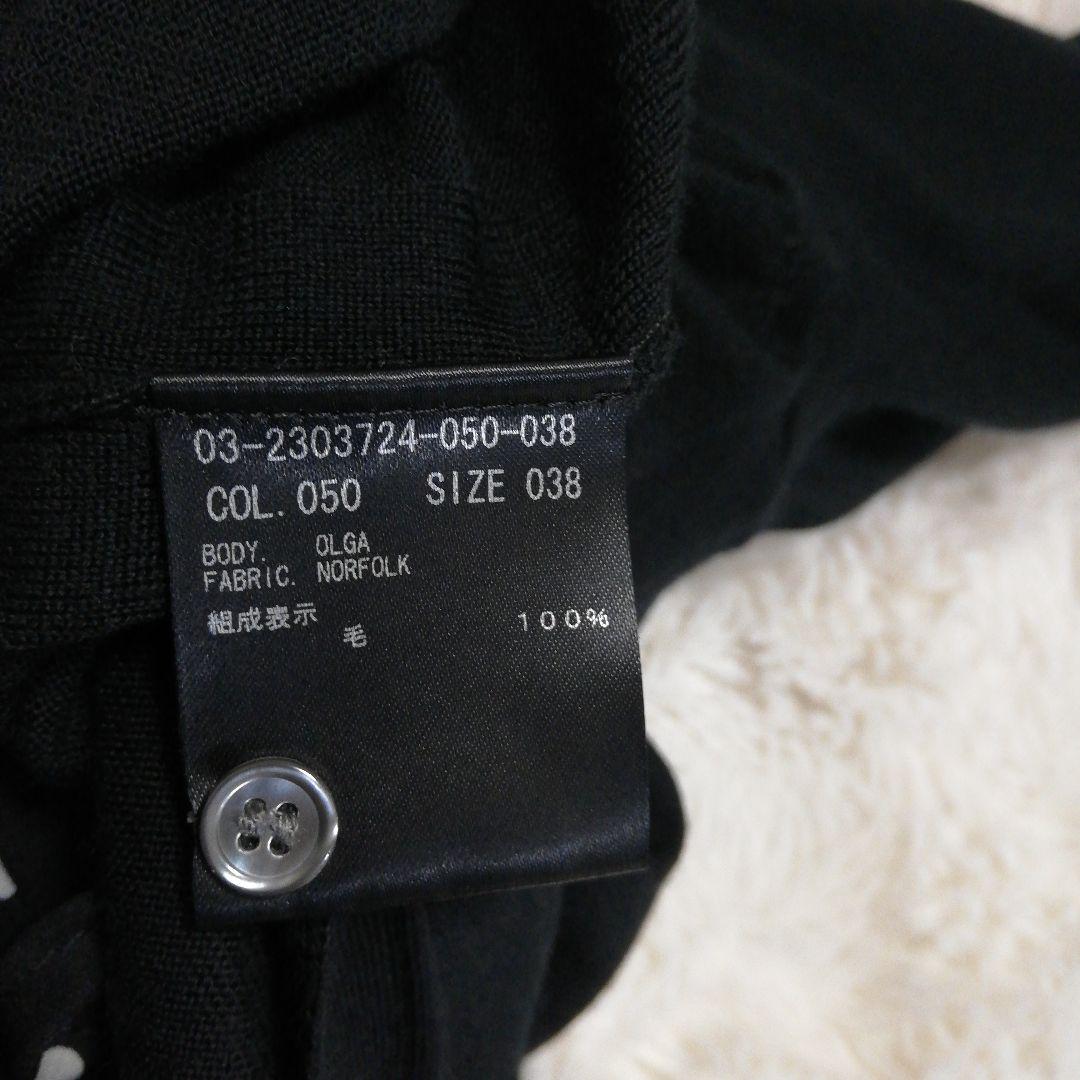 03-2303724-050-038
COL. 050 SIZE 038
BODY. OLGA
FABRIC. NORFOLK
組成表示
毛 100%